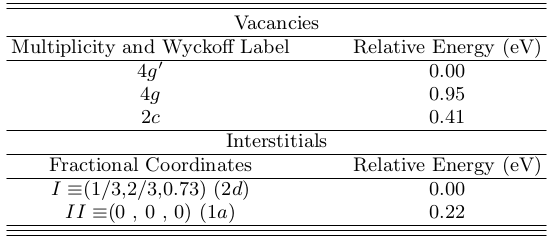 Vacancies
Multiplicity and Wyckoff Label Relative Energy (eV)
4g′ 0.00
4g 0.95
2c 0.41
Interstitials
Fractional Coordinates Relative Energy (eV)
I ≡(1/3,2/3,0.73) (2d) 0.00
II ≡(0 , 0 , 0) (1a) 0.22